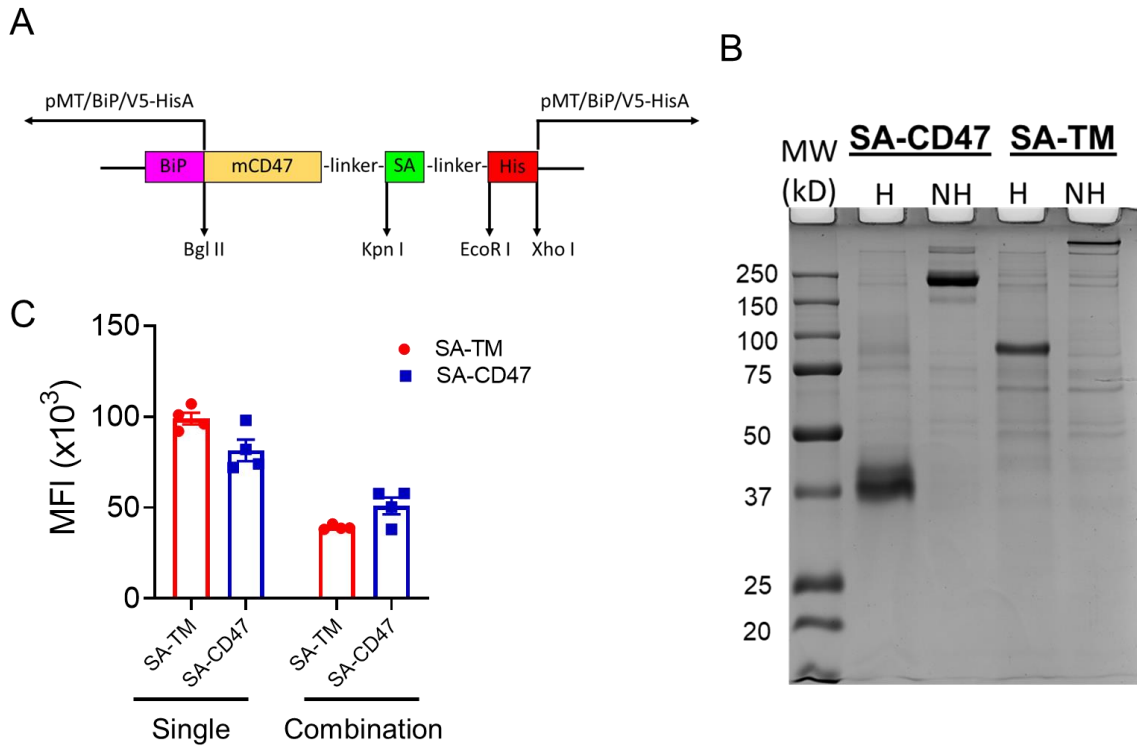 A
pMT/BiP/V5-HisA
pMT/BiP/V5-HisA
BiP
mCD47
-linker-
SA
-linker-
His
Bgl II
Kpn I
EcoR I
Xho I
B
MW
(kD)
SA-CD47
SA-TM
H
NH
H
NH
250
150
100
75
50
37
25
20
C
MFI (x10³)
150
100
50
0
SA-TM
SA-CD47
SA-TM
SA-CD47
SA-TM
SA-CD47
Single
Combination